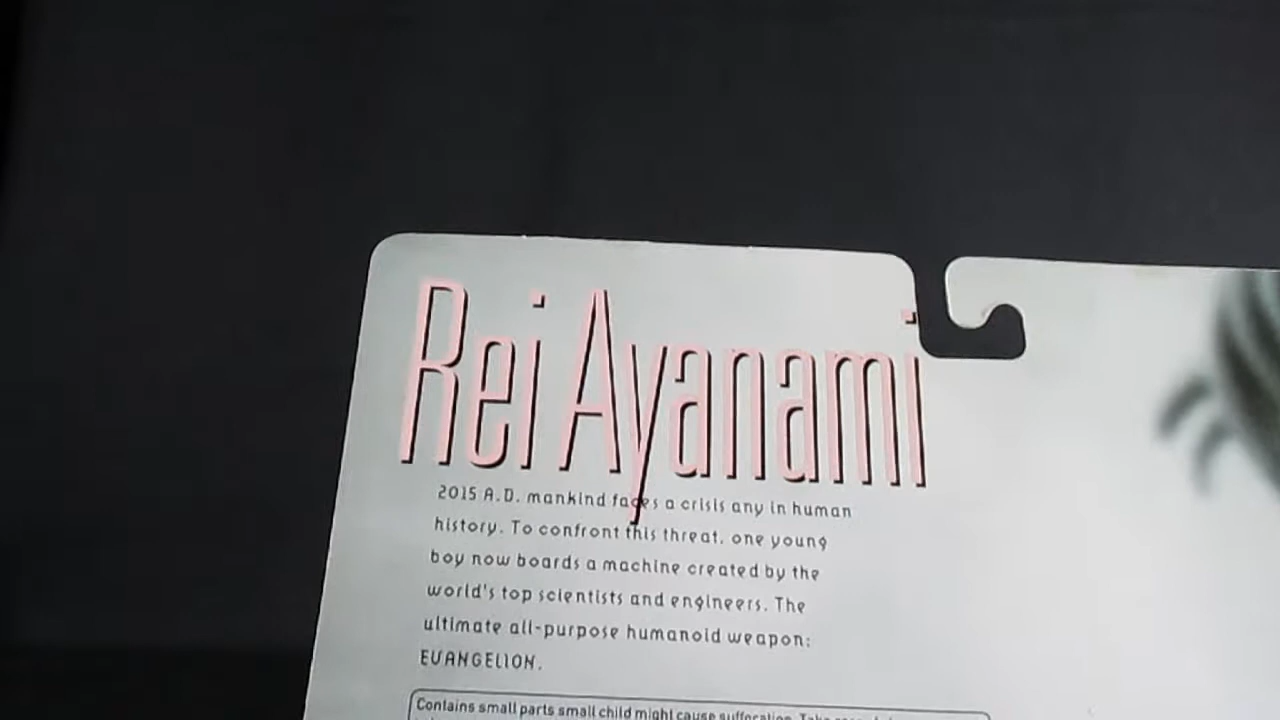 Rei Ayanami
2015 A.D. mankind faces a crisis any in human
history. To confront this threat, one young
boy now boards a machine created by the
world's top scientists and engineers. The
ultimate all-purpose humanoid weapon:
EVANGELION.
Contains small parts small child might cause suffocation. Take